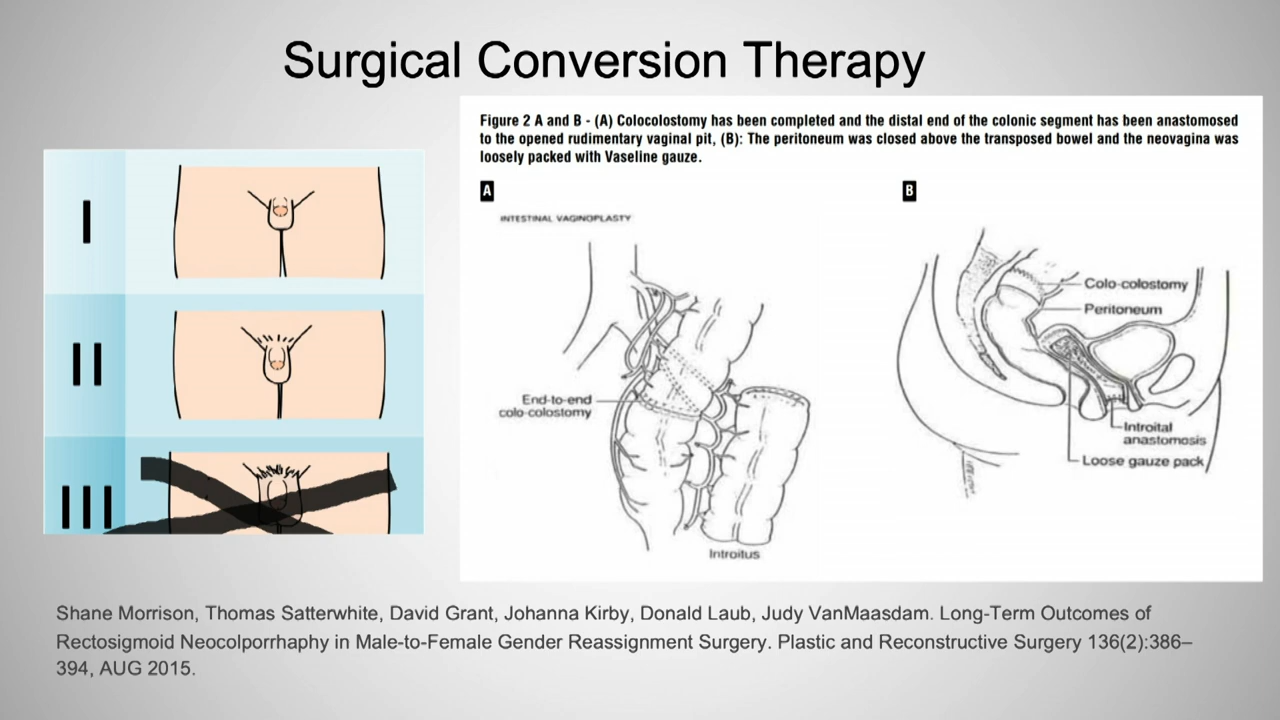 Surgical Conversion Therapy
Figure 2 A and B - (A) Colocolostomy has been completed and the distal end of the colonic segment has been anastomosed
to the opened rudimentary vaginal pit, (B): The peritoneum was closed above the transposed bowel and the neovagina was
loosely packed with Vaseline gauze.
I
II
III
A
INTESTINAL VAGINOPLASTY
End-to-end
colo-colostomy
Introitus
B
Colo-colostomy
Peritoneum
Introital
anastomosis
Loose gauze pack
Shane Morrison, Thomas Satterwhite, David Grant, Johanna Kirby, Donald Laub, Judy VanMaasdam. Long-Term Outcomes of
Rectosigmoid Neocolporrhaphy in Male-to-Female Gender Reassignment Surgery. Plastic and Reconstructive Surgery 136(2):386–
394, AUG 2015.